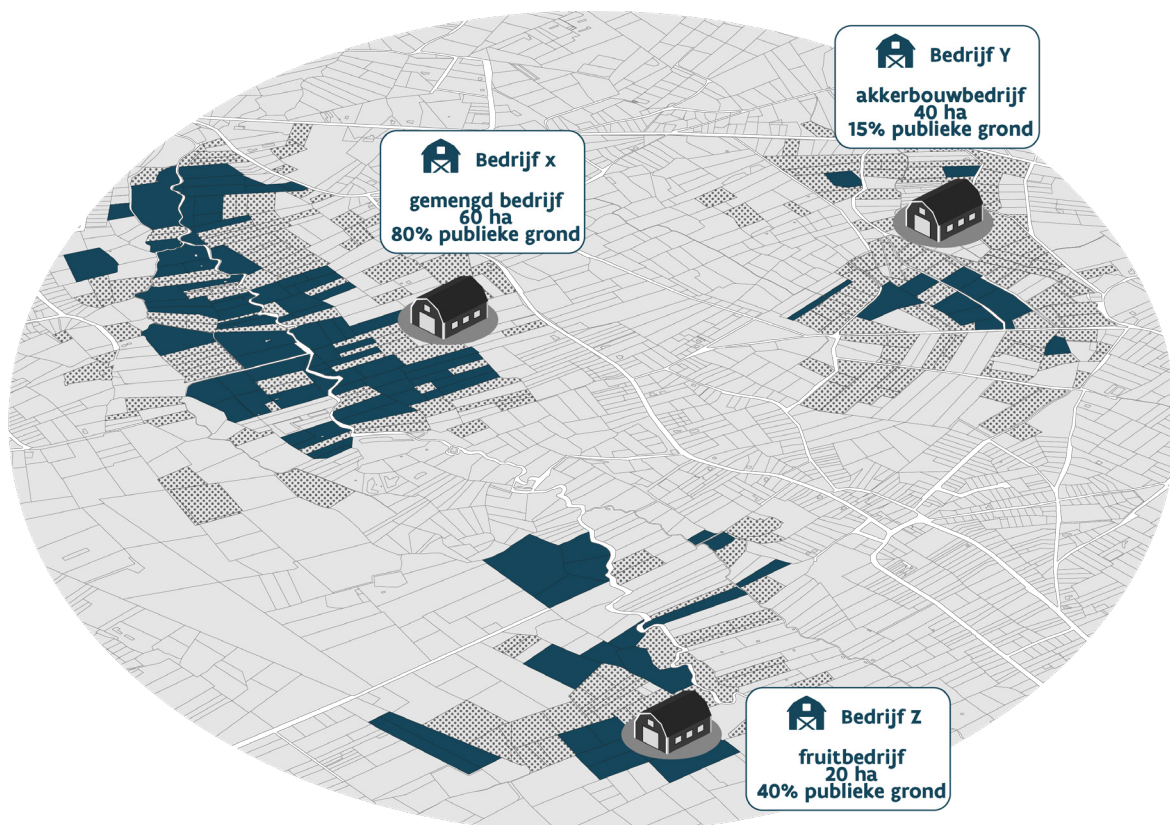 Bedrijf Y
akkerbouwbedrijf
40 ha
15% publieke grond
Bedrijf x
gemengd bedrijf
60 ha
80% publieke grond
Bedrijf Z
fruitbedrijf
20 ha
40% publieke grond